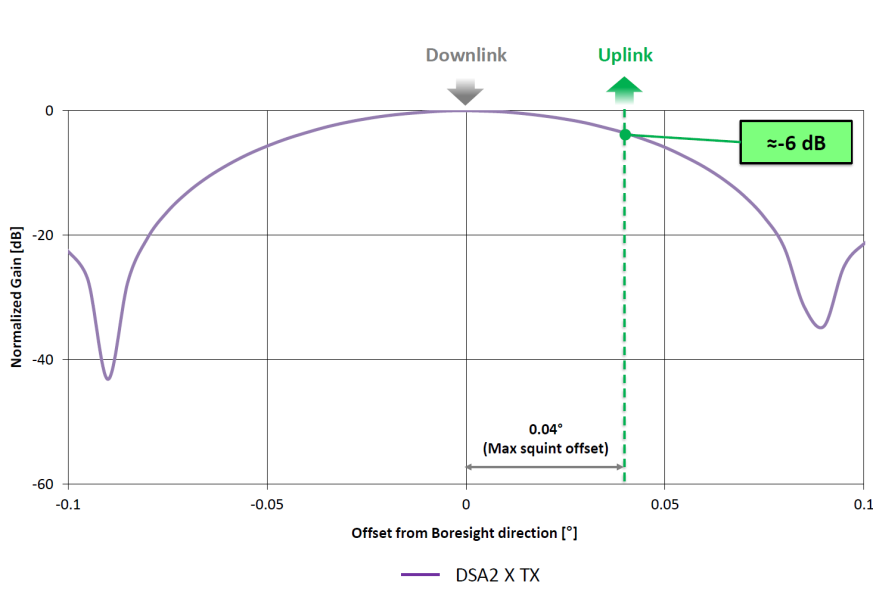 Downlink
Uplink
≈-6 dB
0
-20
-40
-60
Normalized Gain [dB]
0.04°
(Max squint offset)
-0.1
-0.05
0
0.05
0.1
Offset from Boresight direction [°]
DSA2 X TX